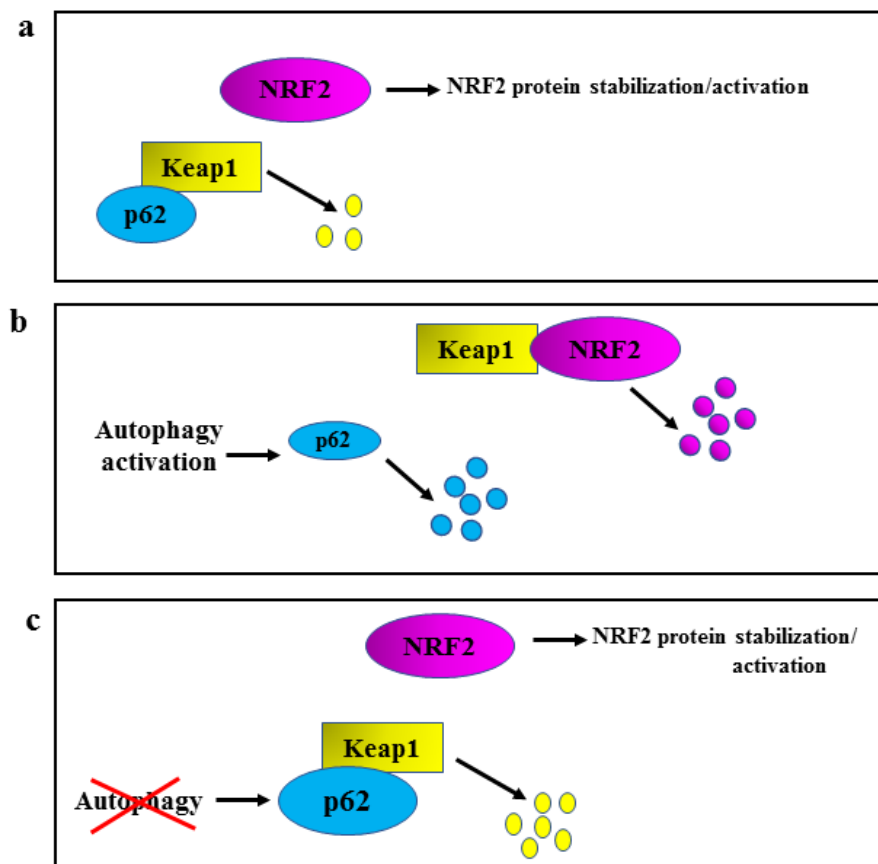 a
NRF2
NRF2 protein stabilization/activation
Keap1
p62
b
Keap1
NRF2
Autophagy
activation
p62
c
NRF2
NRF2 protein stabilization/
activation
Keap1
Autophagy
p62